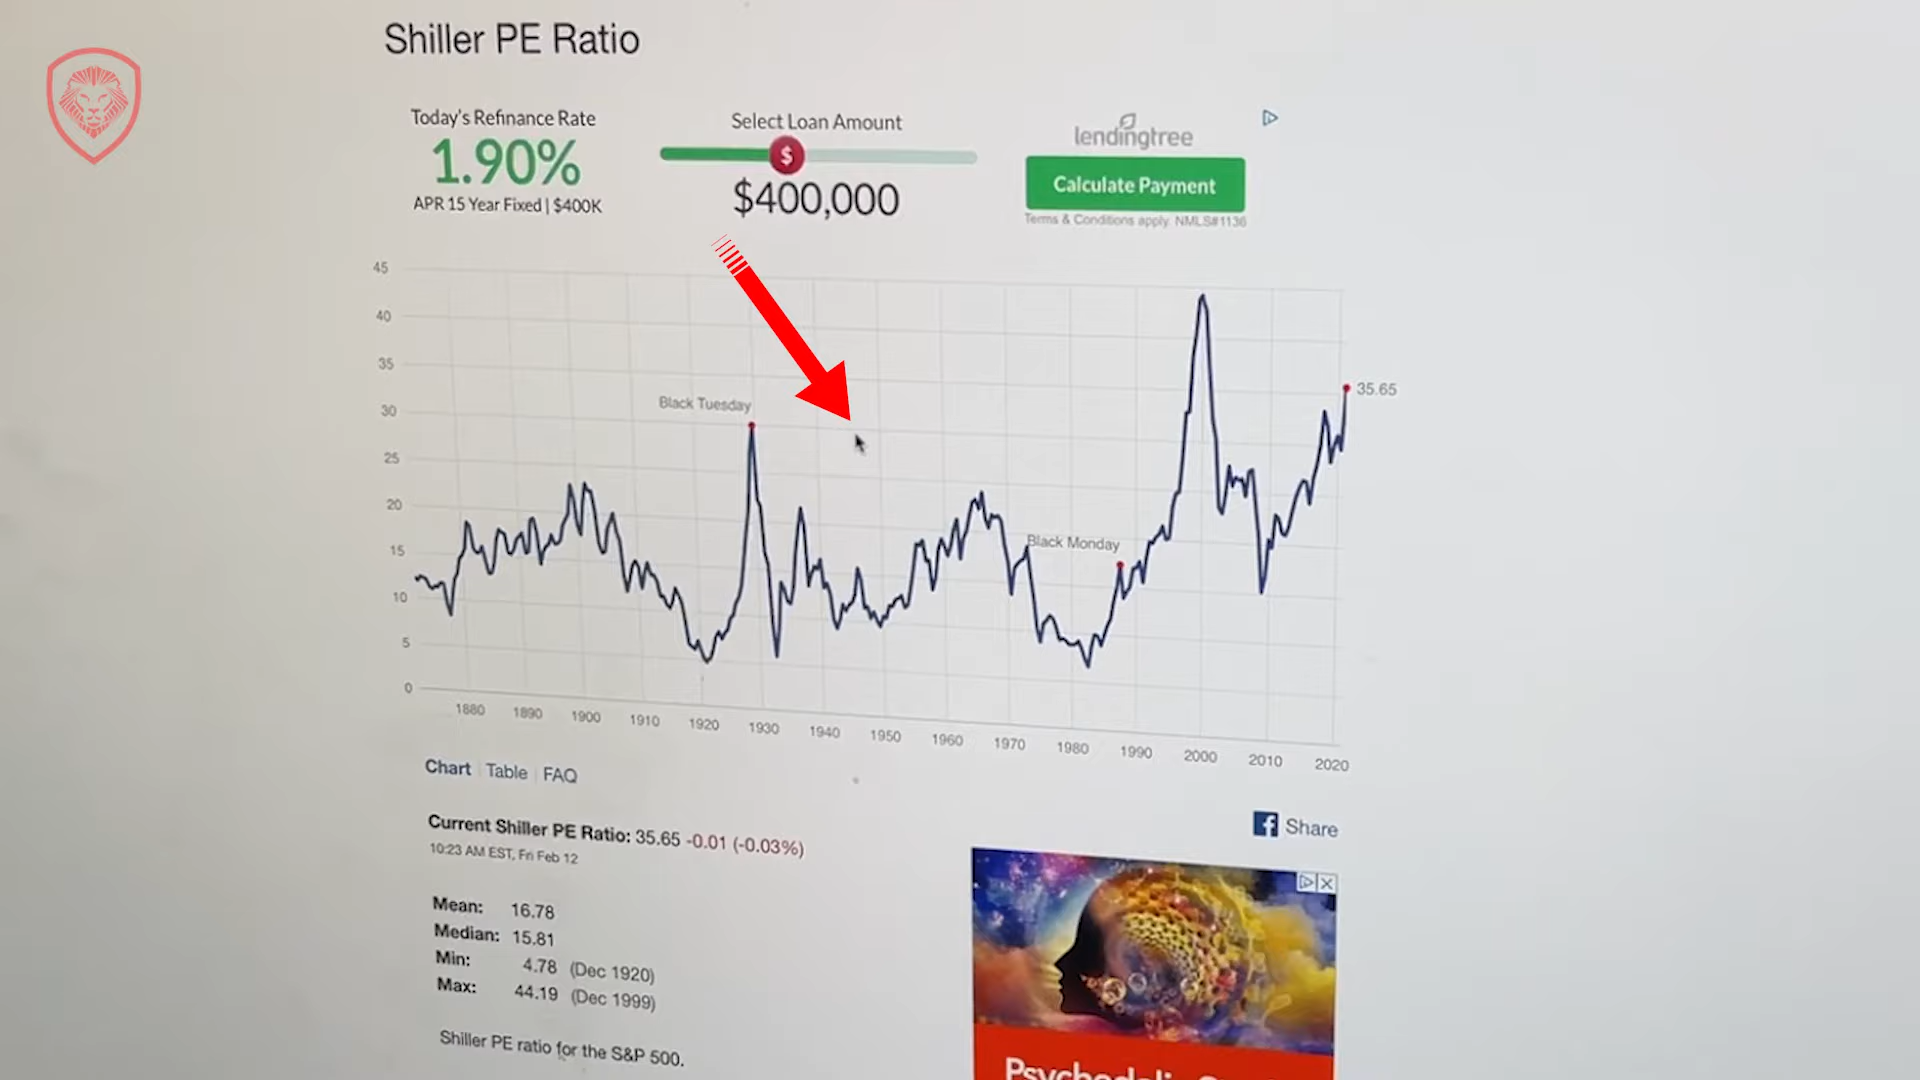 Shiller PE Ratio
Today's Refinance Rate
1.90%
APR 15 Year Fixed | $400K
Select Loan Amount
$
$400,000
lendingtree
Calculate Payment
Terms & Conditions apply. NMLS#1136
45
40
35
30
25
20
15
10
5
0
Black Tuesday
Black Monday
35.65
1880 1890 1900 1910 1920 1930 1940 1950 1960 1970 1980 1990 2000 2010 2020
Chart Table FAQ
Current Shiller PE Ratio: 35.65 -0.01 (-0.03%)
10:23 AM EST, Fri Feb 12
f Share
Mean: 16.78
Median: 15.81
Min: 4.78 (Dec 1920)
Max: 44.19 (Dec 1999)
Shiller PE ratio for the S&P 500.